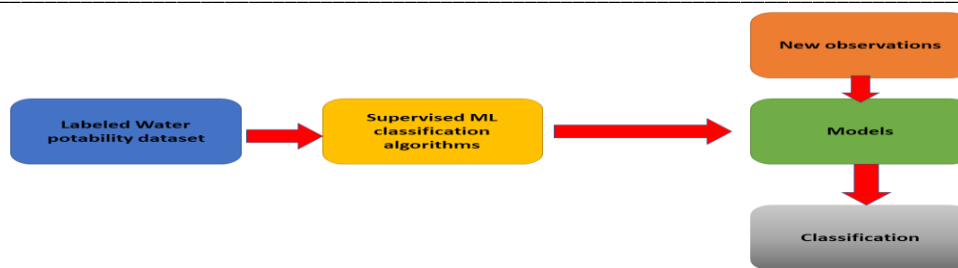 New observations
Labeled Water
potability dataset
Supervised ML
classification
algorithms
Models
Classification